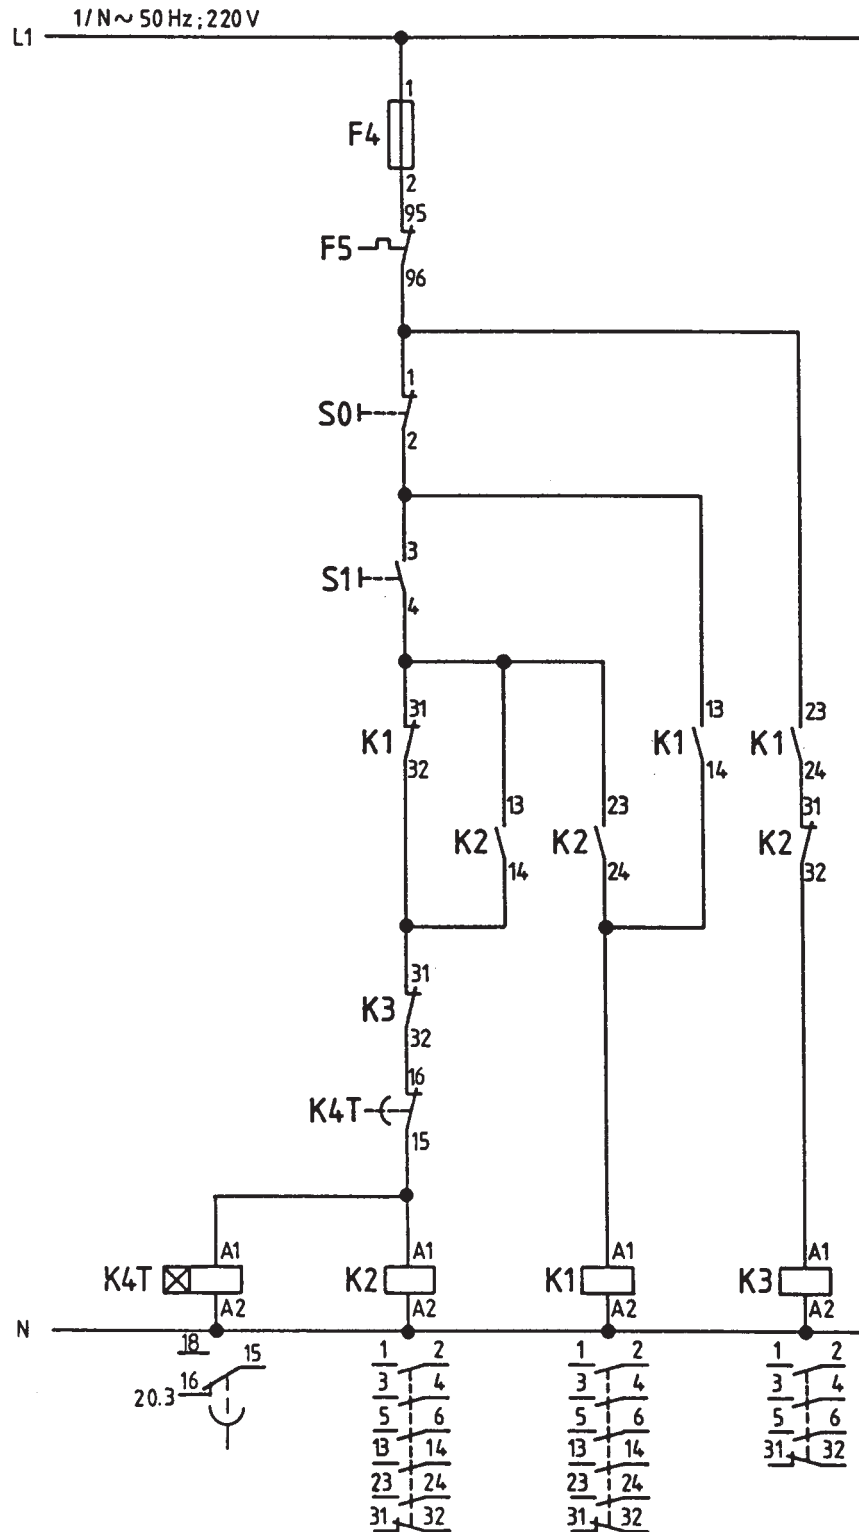 1/N~ 50 Hz; 220 V
L1
1
F4
2
95
F5
96
1
S0
2
3
S1
4
31
K1
32
13
K1
14
23
K1
24
13
K2
14
23
K2
24
31
K2
32
31
K3
32
16
K4T
15
A1 A1 A1 A1
K4T K2 K1 K3
A2 A2 A2 A2
N
18 15
20.3 16
1 2
3 4
5 6
13 14
23 24
31 32
1 2
3 4
5 6
13 14
23 24
31 32
1 2
3 4
5 6
31 32